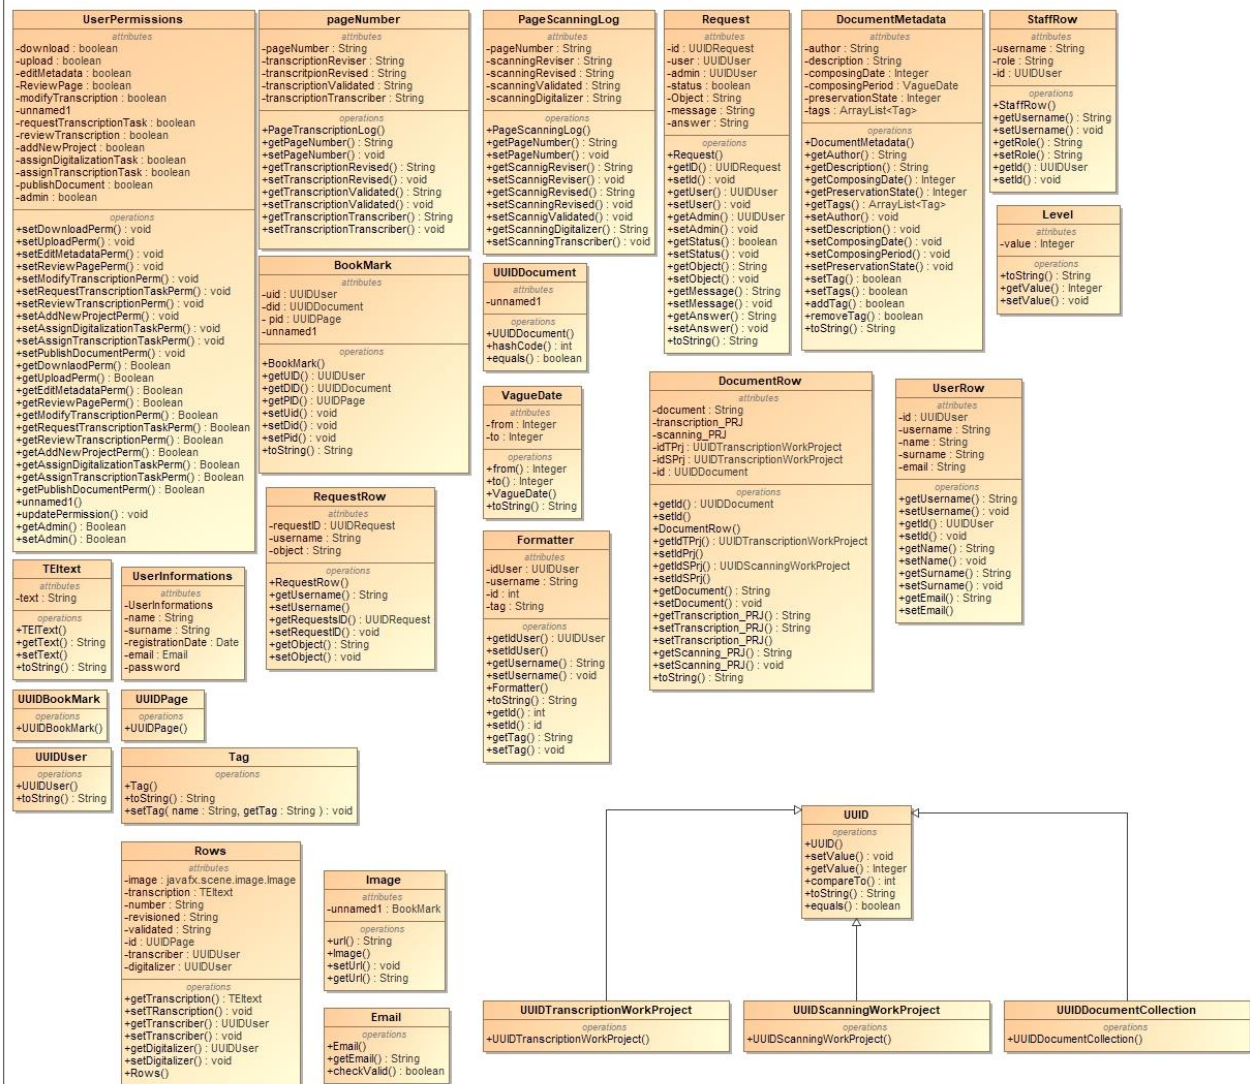 UserPermissions
attributes
-download : boolean
-upload : boolean
-editMetadata : boolean
-ReviewPage : boolean
-modifyTranscription : boolean
-unnamed1
-requestTranscriptionTask : boolean
-reviewTranscription : boolean
-addNewProject : boolean
-assignDigitalizationTask : boolean
-assignTranscriptionTask : boolean
-publishDocument : boolean
-admin : boolean
operations
+setDownloadPerm() : void
+setUploadPerm() : void
+setEditMetadataPerm() : void
+setReviewPagePerm() : void
+setModifyTranscriptionPerm() : void
+setRequestTranscriptionTaskPerm() : void
+setReviewTranscriptionPerm() : void
+setAddNewProjectPerm() : void
+setAssignDigitalizationTaskPerm() : void
+setAssignTranscriptionTaskPerm() : void
+setPublishDocumentPerm() : void
+getDownlaodPerm() : Boolean
+getUploadPerm() : Boolean
+getEditMetadataPerm() : Boolean
+getReviewPagePerm() : Boolean
+getModifyTranscriptionPerm() : Boolean
+getRequestTranscriptionTaskPerm() : Boolean
+getReviewTranscriptionPerm() : Boolean
+getAddNewProjectPerm() : Boolean
+getAssignDigitalizationTaskPerm() : Boolean
+getAssignTranscriptionTaskPerm() : Boolean
+getPublishDocumentPerm() : Boolean
+unnamed1()
+updatePermission() : void
+getAdmin() : Boolean
+setAdmin() : Boolean
pageNumber
attributes
-pageNumber : String
-transcriptionReviser : String
-transcritpionRevised : String
-transcriptionValidated : String
-transcriptionTranscriber : String
operations
+PageTranscriptionLog()
+getPageNumber() : String
+setPageNumber() : void
+getTranscriptionRevised() : String
+setTranscriptionRevised() : void
+getTranscriptionValidated() : String
+setTranscriptionValidated() : void
+getTranscriptionTranscriber() : String
+setTranscriptionTranscriber() : void
PageScanningLog
attributes
-pageNumber : String
-scanningReviser : String
-scanningRevised : String
-scanningValidated : String
-scanningDigitalizer : String
operations
+PageScanningLog()
+getPageNumber() : String
+setPageNumber() : void
+getScannigReviser() : String
+setScanningReviser() : void
+getScannigRevised() : String
+setScanningRevised() : void
+setScannigValidated() : void
+getScanningDigitalizer() : String
+setScanningTranscriber() : void
Request
attributes
-id : UUIDRequest
-user : UUIDUser
-admin : UUIDUser
-status : boolean
-Object : String
-message : String
-answer : String
operations
+Request()
+getID() : UUIDRequest
+setId() : void
+getUser() : UUIDUser
+setUser() : void
+getAdmin() : UUIDUser
+setAdmin() : void
+getStatus() : boolean
+setStatus() : void
+getObject() : String
+setObject() : void
+getMessage() : String
+setMessage() : void
+getAnswer() : String
+setAnswer() : void
+toString() : String
DocumentMetadata
attributes
-author : String
-description : String
-composingDate : Integer
-composingPeriod : VagueDate
-preservationState : Integer
-tags : ArrayList<Tag>
operations
+DocumentMetadata()
+getAuthor() : String
+getDescription() : String
+getComposingDate() : Integer
+getPreservationState() : Integer
+getTags() : ArrayList<Tag>
+setAuthor() : void
+setDescription() : void
+setComposingDate() : void
+setComposingPeriod() : void
+setPreservationState() : void
+setTag() : boolean
+setTags() : boolean
+addTag() : boolean
+removeTag() : boolean
+toString() : String
StaffRow
attributes
-username : String
-role : String
-id : UUIDUser
operations
+StaffRow()
+getUsername() : String
+setUsername() : void
+getRole() : String
+setRole() : String
+getId() : UUIDUser
+setId() : void
Level
attributes
-value : Integer
operations
+toString() : String
+getValue() : Integer
+setValue() : void
BookMark
attributes
-uid : UUIDUser
-did : UUIDDocument
- pid : UUIDPage
-unnamed1
operations
+BookMark()
+getUID() : UUIDUser
+getDID() : UUIDDocument
+getPID() : UUIDPage
+setUid() : void
+setDid() : void
+setPid() : void
+toString() : String
UUIDDocument
attributes
-unnamed1
operations
+UUIDDocument()
+hashCode() : int
+equals() : boolean
VagueDate
attributes
-from : Integer
-to : Integer
operations
+from() : Integer
+to() : Integer
+VagueDate()
+toString() : String
DocumentRow
attributes
-document : String
-transcription_PRJ
-scanning_PRJ
-idTPrj : UUIDTranscriptionWorkProject
-idSPrj : UUIDTranscriptionWorkProject
-id : UUIDDocument
operations
+getId() : UUIDDocument
+setId()
+DocumentRow()
+getIdTPrj() : UUIDTranscriptionWorkProject
+setIdPrj()
+getIdSPrj() : UUIDScanningWorkProject
+setIdSPrj()
+getDocument() : String
+setDocument() : void
+getTranscription_PRJ() : String
+setTranscription_PRJ() : String
+setTranscription_PRJ()
+getScanning_PRJ() : String
+setScanning_PRJ() : void
+toString() : String
UserRow
attributes
-id : UUIDUser
-username : String
-name : String
-surname : String
-email : String
operations
+getUsername() : String
+setUsername() : void
+getId() : UUIDUser
+setId() : void
+getName() : String
+setName() : void
+getSurname() : String
+setSurname() : void
+getEmail() : String
+setEmail()
RequestRow
attributes
-requestID : UUIDRequest
-username : String
-object : String
operations
+RequestRow()
+getUsername() : String
+setUsername()
+getRequestsID() : UUIDRequest
+setRequestID() : void
+getObject() : String
+setObject() : void
Formatter
attributes
-idUser : UUIDUser
-username : String
-id : int
-tag : String
operations
+getIdUser() : UUIDUser
+setIdUser()
+getUsername() : String
+setUsername() : void
+Formatter()
+toString() : String
+getId() : int
+setId() : id
+getTag() : String
+setTag() : void
TEItext
attributes
-text : String
operations
+TEIText()
+getText() : String
+setText()
+toString() : String
UserInformations
attributes
-UserInformations
-name : String
-surname : String
-registrationDate : Date
-email : Email
-password
UUIDBookMark
operations
+UUIDBookMark()
UUIDPage
operations
+UUIDPage()
UUIDUser
operations
+UUIDUser()
+toString() : String
Tag
operations
+Tag()
+toString() : String
+setTag( name : String, getTag : String ) : void
Rows
attributes
-image : javafx.scene.image.Image
-transcription : TEItext
-number : String
-revisioned : String
-validated : String
-id : UUIDPage
-transcriber : UUIDUser
-digitalizer : UUIDUser
operations
+getTranscription() : TEItext
+setTRanscription() : void
+getTranscriber() : UUIDUser
+setTranscriber() : void
+getDigitalizer() : UUIDUser
+setDigitalizer() : void
+Rows()
Image
attributes
-unnamed1 : BookMark
operations
+url() : String
+Image()
+setUrl() : void
+getUrl() : String
Email
operations
+Email()
+getEmail() : String
+checkValid() : boolean
UUID
operations
+UUID()
+setValue() : void
+getValue() : Integer
+compareTo() : int
+toString() : String
+equals() : boolean
UUIDTranscriptionWorkProject
operations
+UUIDTranscriptionWorkProject()
UUIDScanningWorkProject
operations
+UUIDScanningWorkProject()
UUIDDocumentCollection
operations
+UUIDDocumentCollection()